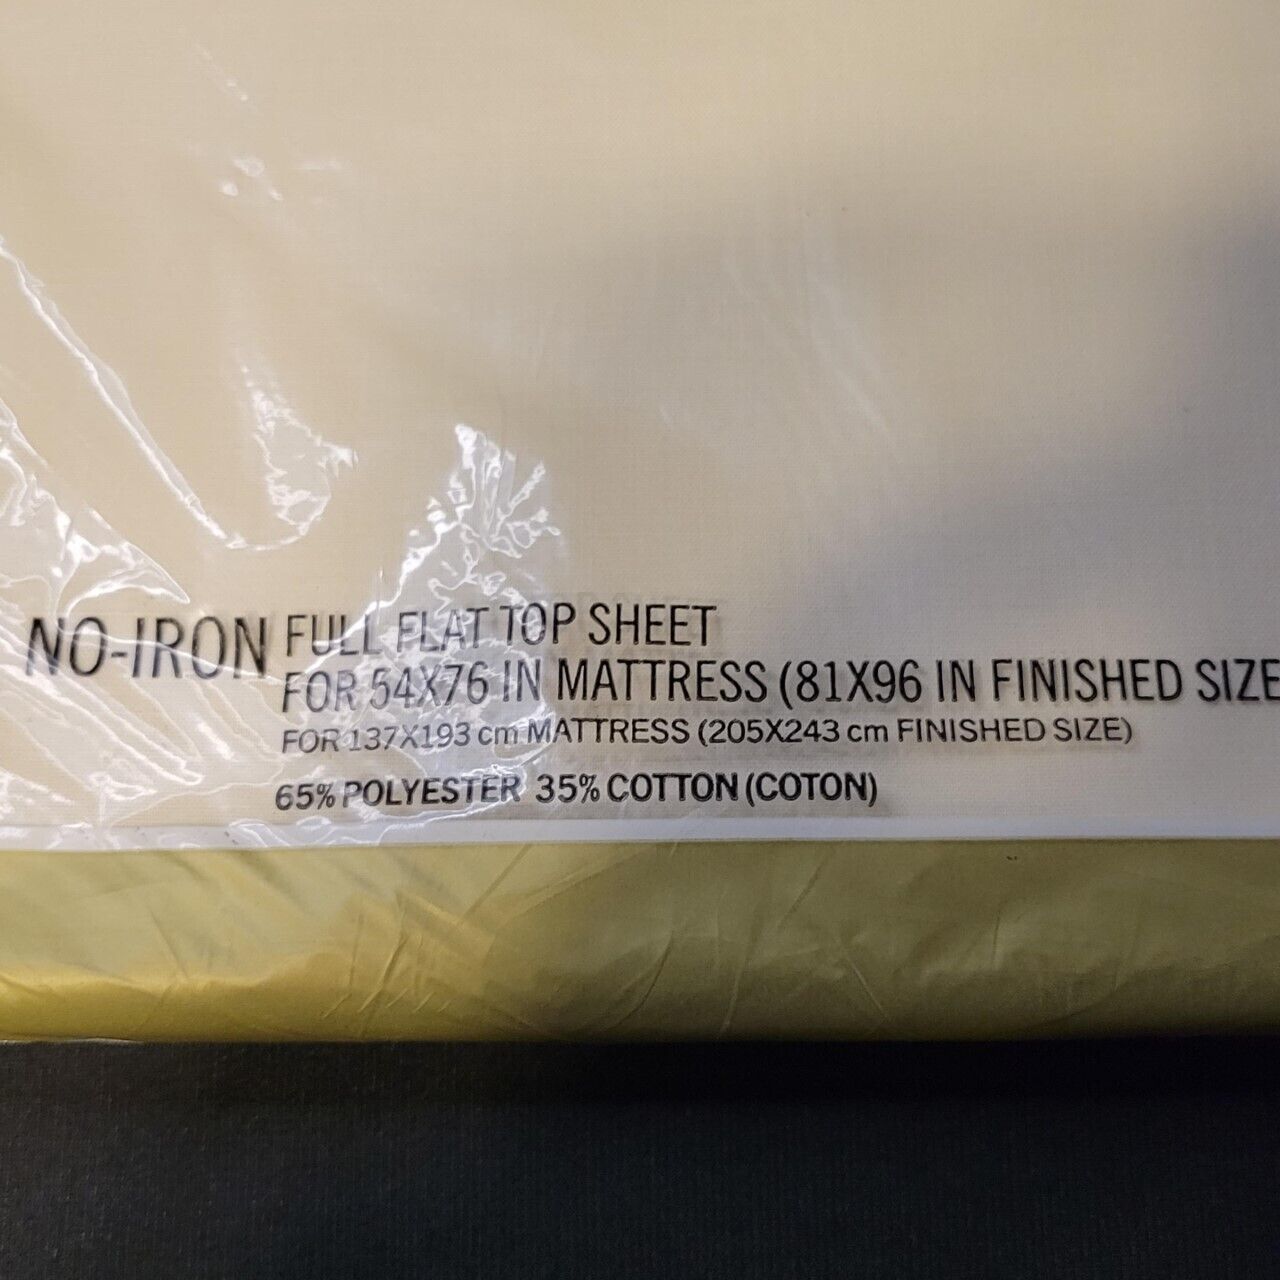 NO-IRON FULL FLAT TOP SHEET
FOR 54X76 IN MATTRESS (81X96 IN FINISHED SIZE
FOR 137X193 cm MATTRESS (205X243 cm FINISHED SIZE)
65% POLYESTER 35% COTTON (COTON)